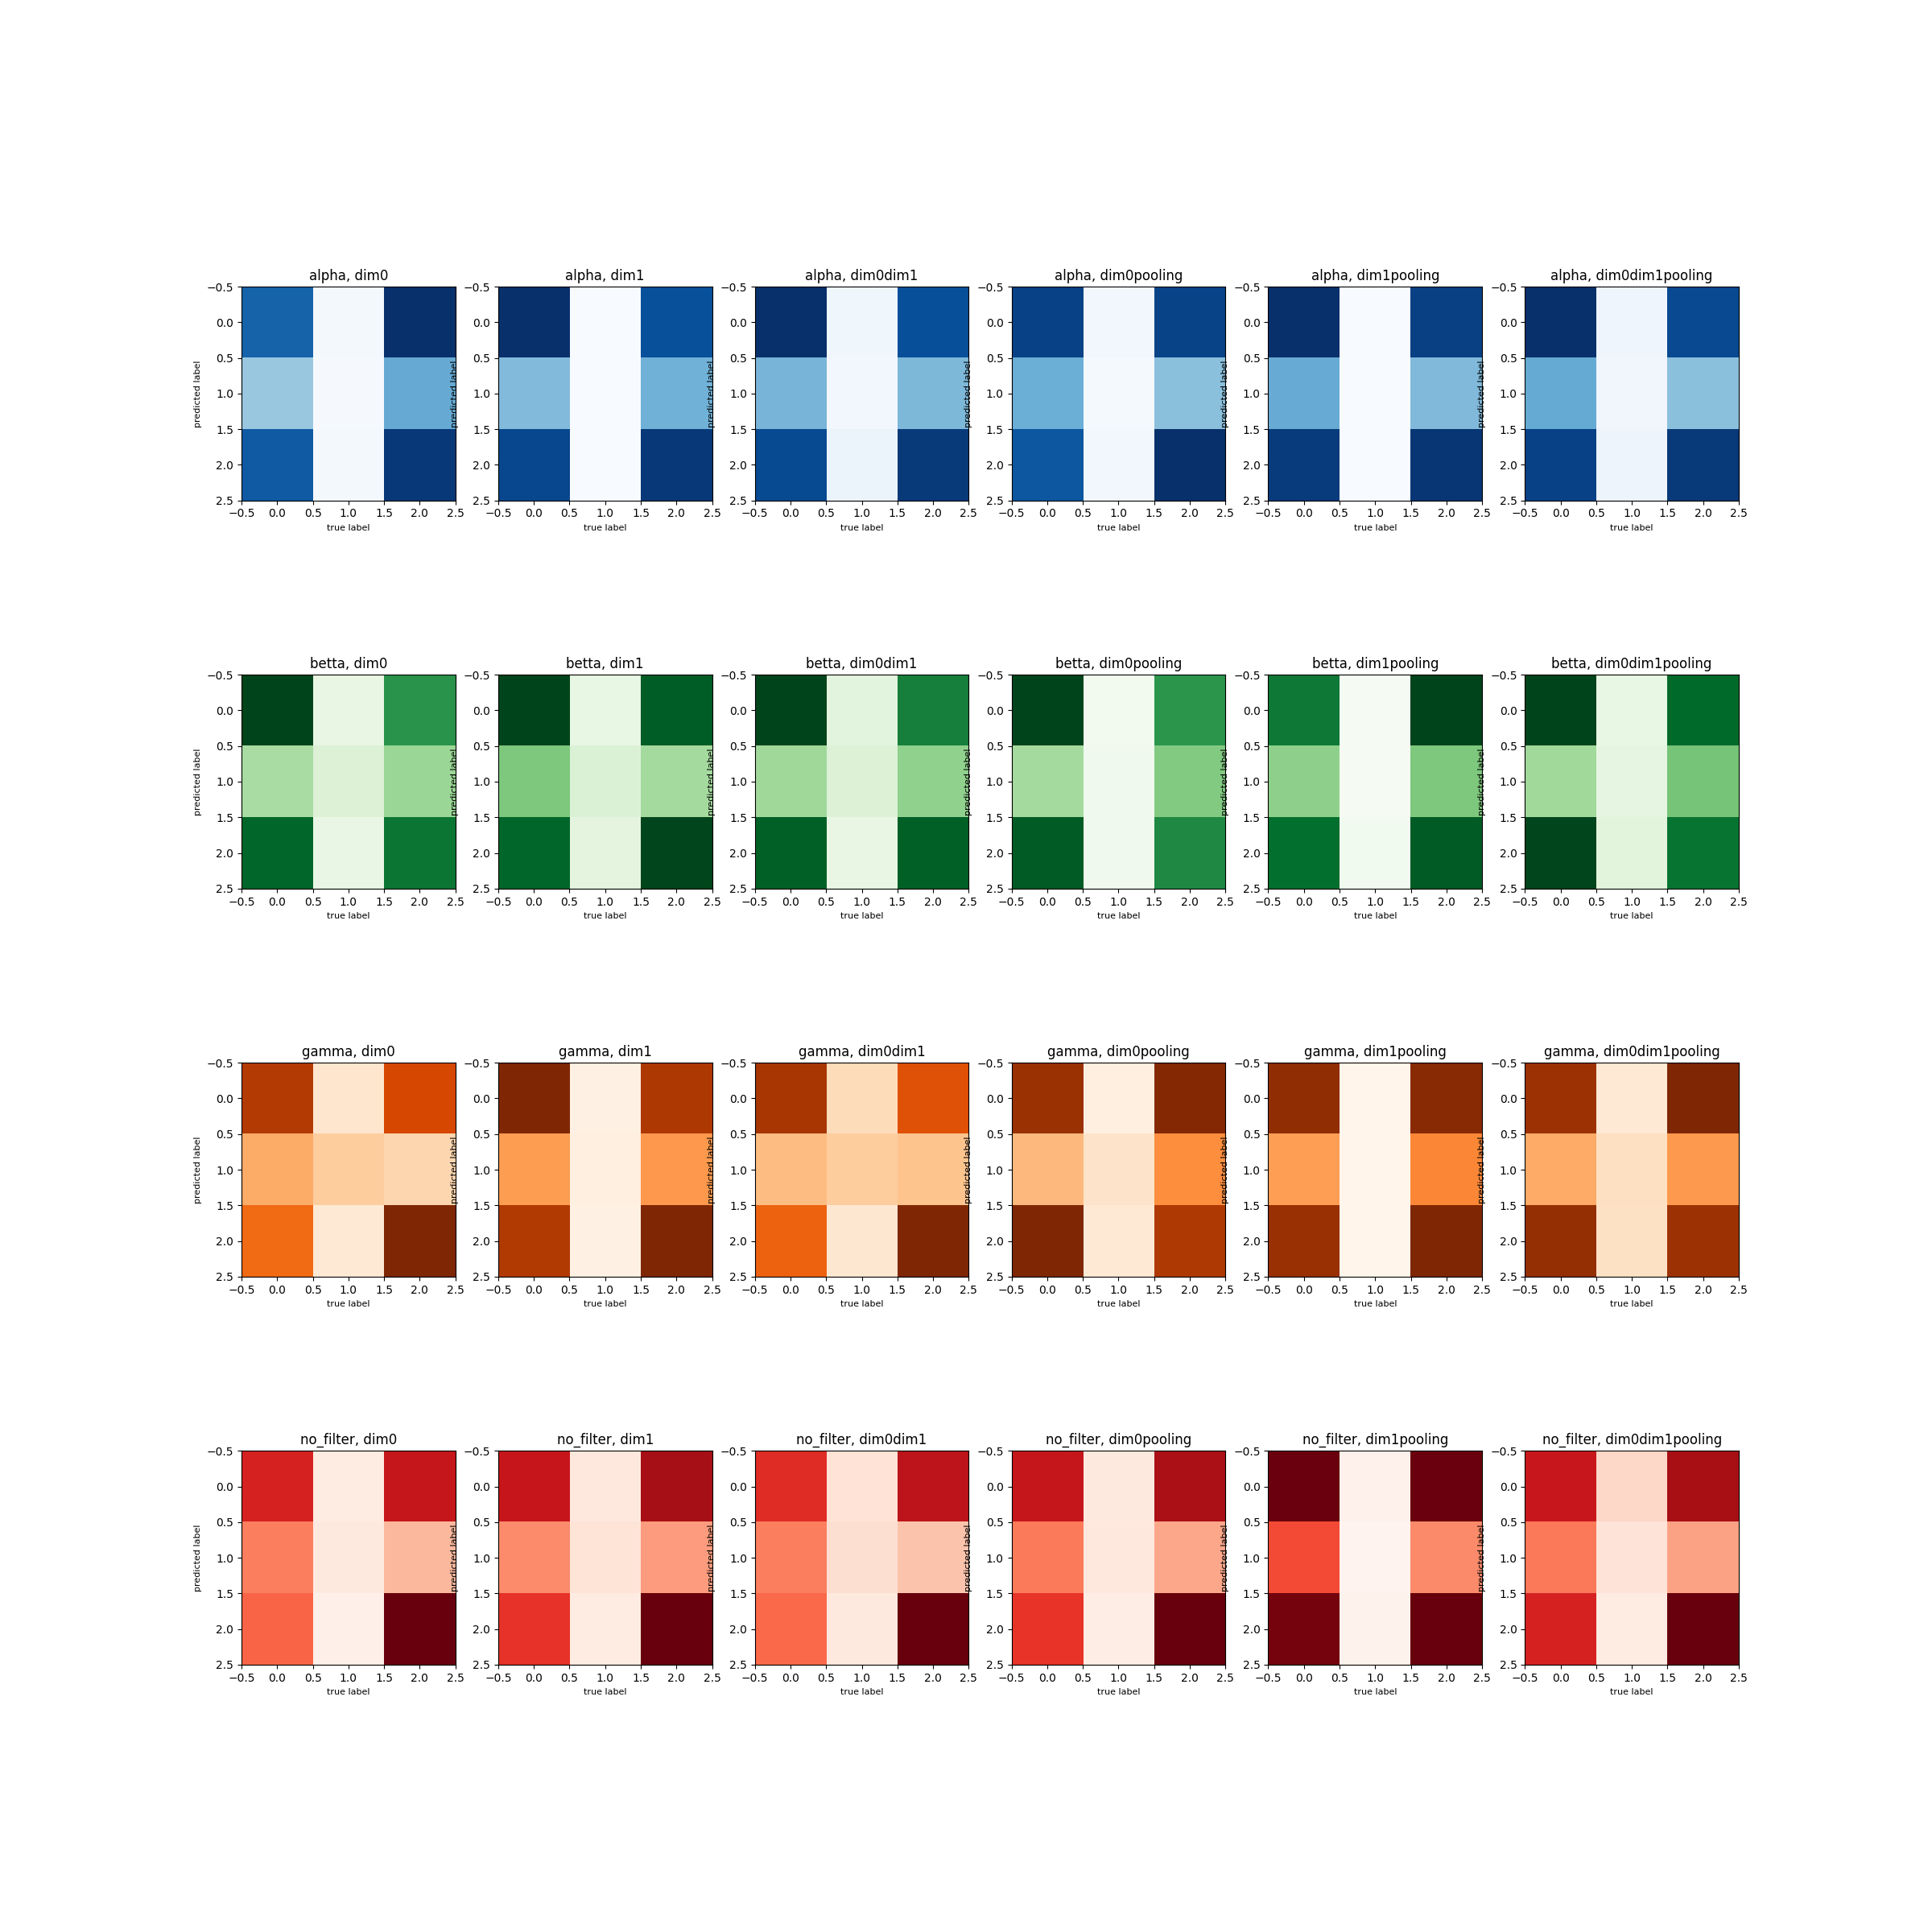 alpha, dim0 alpha, dim1 alpha, dim0dim1 alpha, dim0pooling alpha, dim1pooling alpha, dim0dim1pooling
−0.5 −0.5 −0.5 −0.5 −0.5 −0.5
0.0 0.0 0.0 0.0 0.0 0.0
0.5 0.5 0.5 0.5 0.5 0.5
predicted label predicted label predicted label predicted label predicted label predicted label
1.0 1.0 1.0 1.0 1.0 1.0
1.5 1.5 1.5 1.5 1.5 1.5
2.0 2.0 2.0 2.0 2.0 2.0
2.5 2.5 2.5 2.5 2.5 2.5
−0.5 0.0 0.5 1.0 1.5 2.0 2.5 −0.5 0.0 0.5 1.0 1.5 2.0 2.5 −0.5 0.0 0.5 1.0 1.5 2.0 2.5 −0.5 0.0 0.5 1.0 1.5 2.0 2.5 −0.5 0.0 0.5 1.0 1.5 2.0 2.5 −0.5 0.0 0.5 1.0 1.5 2.0 2.5
true label true label true label true label true label true label
betta, dim0 betta, dim1 betta, dim0dim1 betta, dim0pooling betta, dim1pooling betta, dim0dim1pooling
−0.5 −0.5 −0.5 −0.5 −0.5 −0.5
0.0 0.0 0.0 0.0 0.0 0.0
0.5 0.5 0.5 0.5 0.5 0.5
predicted label predicted label predicted label predicted label predicted label predicted label
1.0 1.0 1.0 1.0 1.0 1.0
1.5 1.5 1.5 1.5 1.5 1.5
2.0 2.0 2.0 2.0 2.0 2.0
2.5 2.5 2.5 2.5 2.5 2.5
−0.5 0.0 0.5 1.0 1.5 2.0 2.5 −0.5 0.0 0.5 1.0 1.5 2.0 2.5 −0.5 0.0 0.5 1.0 1.5 2.0 2.5 −0.5 0.0 0.5 1.0 1.5 2.0 2.5 −0.5 0.0 0.5 1.0 1.5 2.0 2.5 −0.5 0.0 0.5 1.0 1.5 2.0 2.5
true label true label true label true label true label true label
gamma, dim0 gamma, dim1 gamma, dim0dim1 gamma, dim0pooling gamma, dim1pooling gamma, dim0dim1pooling
−0.5 −0.5 −0.5 −0.5 −0.5 −0.5
0.0 0.0 0.0 0.0 0.0 0.0
0.5 0.5 0.5 0.5 0.5 0.5
predicted label predicted label predicted label predicted label predicted label predicted label
1.0 1.0 1.0 1.0 1.0 1.0
1.5 1.5 1.5 1.5 1.5 1.5
2.0 2.0 2.0 2.0 2.0 2.0
2.5 2.5 2.5 2.5 2.5 2.5
−0.5 0.0 0.5 1.0 1.5 2.0 2.5 −0.5 0.0 0.5 1.0 1.5 2.0 2.5 −0.5 0.0 0.5 1.0 1.5 2.0 2.5 −0.5 0.0 0.5 1.0 1.5 2.0 2.5 −0.5 0.0 0.5 1.0 1.5 2.0 2.5 −0.5 0.0 0.5 1.0 1.5 2.0 2.5
true label true label true label true label true label true label
no_filter, dim0 no_filter, dim1 no_filter, dim0dim1 no_filter, dim0pooling no_filter, dim1pooling no_filter, dim0dim1pooling
−0.5 −0.5 −0.5 −0.5 −0.5 −0.5
0.0 0.0 0.0 0.0 0.0 0.0
0.5 0.5 0.5 0.5 0.5 0.5
predicted label predicted label predicted label predicted label predicted label predicted label
1.0 1.0 1.0 1.0 1.0 1.0
1.5 1.5 1.5 1.5 1.5 1.5
2.0 2.0 2.0 2.0 2.0 2.0
2.5 2.5 2.5 2.5 2.5 2.5
−0.5 0.0 0.5 1.0 1.5 2.0 2.5 −0.5 0.0 0.5 1.0 1.5 2.0 2.5 −0.5 0.0 0.5 1.0 1.5 2.0 2.5 −0.5 0.0 0.5 1.0 1.5 2.0 2.5 −0.5 0.0 0.5 1.0 1.5 2.0 2.5 −0.5 0.0 0.5 1.0 1.5 2.0 2.5
true label true label true label true label true label true label